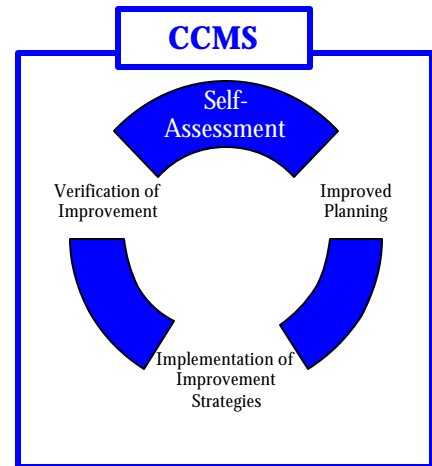 CCMS
Self-
Assessment
Verification of
Improvement
Improved
Planning
Implementation of
Improvement
Strategies